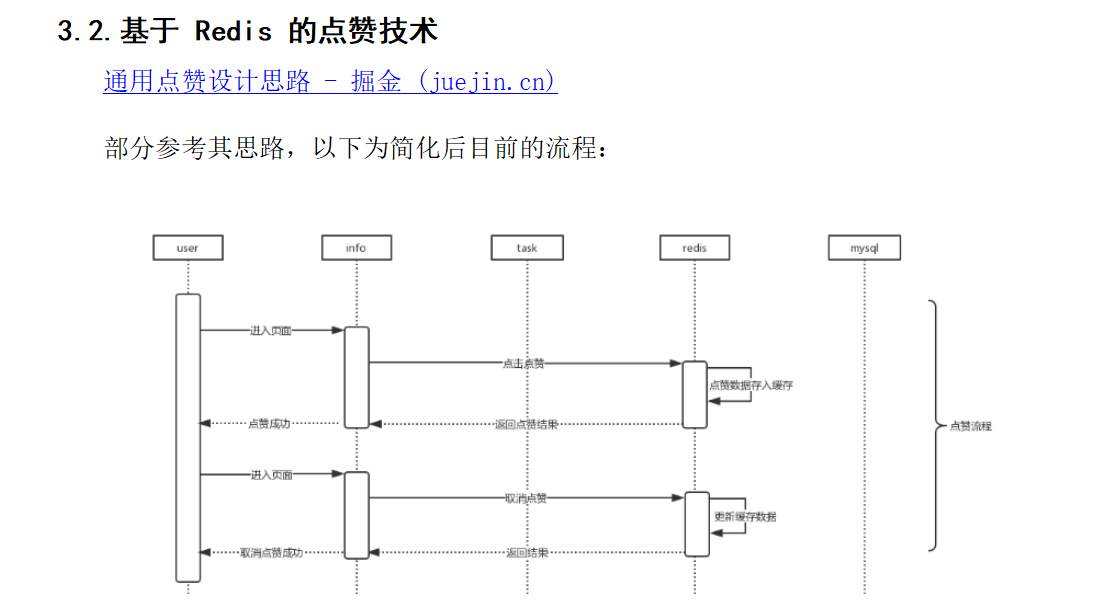 3.2.基于 Redis 的点赞技术
通用点赞设计思路 - 掘金 (juejin.cn)
部分参考其思路，以下为简化后目前的流程：
user info task redis mysql
进入页面
点击点赞
点赞数据存入缓存
点赞成功 返回点赞结果
点赞流程
进入页面
取消点赞
更新缓存数据
取消点赞成功 返回结果